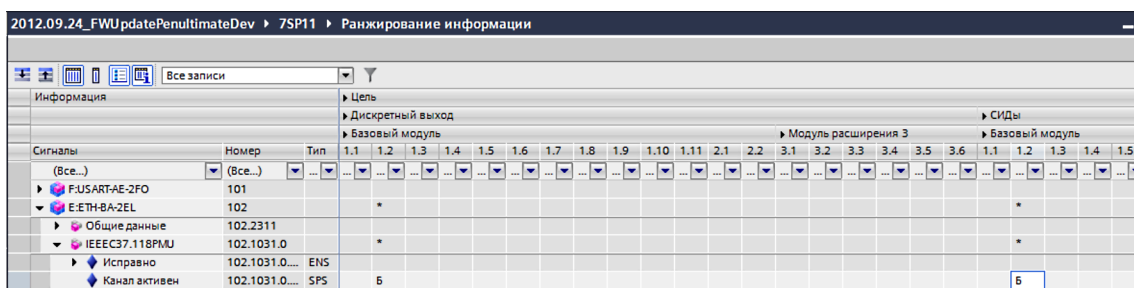 2012.09.24_FWUpdatePenultimateDev ▸ 7SP11 ▸ Ранжирование информации
Все записи
Информация ▸ Цель
▸ Дискретный выход ▸ СИДы
▸ Базовый модуль ▸ Модуль расширения 3 ▸ Базовый модуль
Сигналы Номер Тип 1.1 1.2 1.3 1.4 1.5 1.6 1.7 1.8 1.9 1.10 1.11 2.1 2.2 3.1 3.2 3.3 3.4 3.5 3.6 1.1 1.2 1.3 1.4 1.5
(Все...) (Все...) ... ... ... ... ... ... ... ... ... ... ... ... ... ... ... ... ... ... ... ... ... ... ... ... ...
F:USART-AE-2FO 101
E:ETH-BA-2EL 102 * *
Общие данные 102.2311
IEEEC37.118PMU 102.1031.0 * *
Исправно 102.1031.0.... ENS
Канал активен 102.1031.0.... SPS Б Б